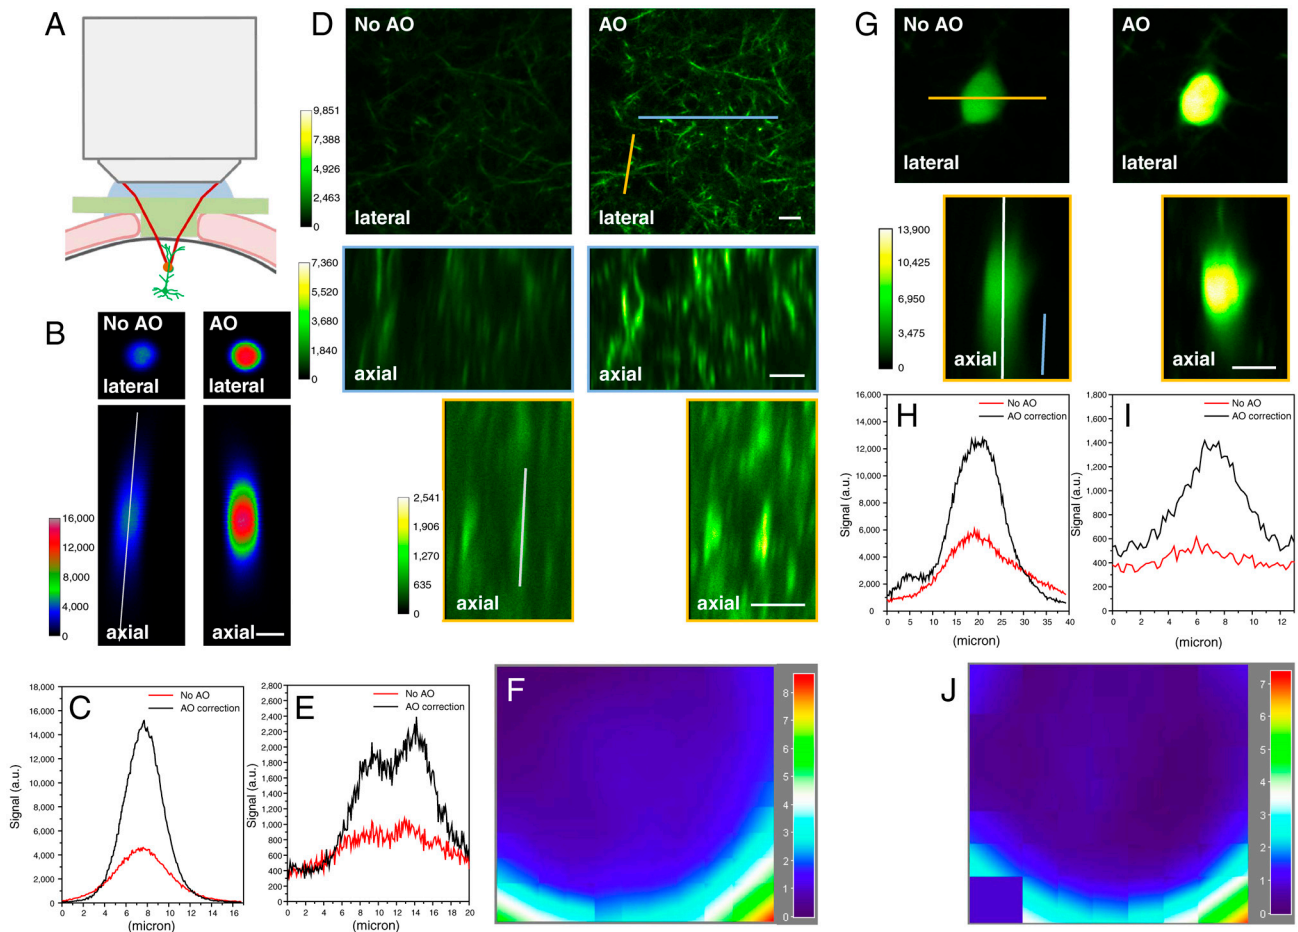 A
B
No AO
lateral
AO
lateral
axial
axial
16,000
12,000
8,000
4,000
0
C
No AO
AO correction
18,000
16,000
14,000
12,000
10,000
8,000
6,000
4,000
2,000
0
Signal (a.u.)
0 2 4 6 8 10 12 14 16
(micron)
D
No AO
lateral
AO
lateral
9,851
7,388
4,926
2,463
0
7,360
5,520
3,680
1,840
0
axial
axial
2,541
1,906
1,270
635
0
axial
axial
E
No AO
AO correction
2,800
2,600
2,400
2,200
2,000
1,800
1,600
1,400
1,200
1,000
800
600
400
200
0
Signal (a.u.)
0 2 4 6 8 10 12 14 16 18 20
(micron)
F
8
7
6
5
4
3
2
1
0
G
No AO
lateral
AO
lateral
13,900
10,425
6,950
3,475
0
axial
axial
H
No AO
AO correction
16,000
14,000
12,000
10,000
8,000
6,000
4,000
2,000
0
Signal (a.u.)
0 5 10 15 20 25 30 35 40
(micron)
I
No AO
AO correction
1,800
1,600
1,400
1,200
1,000
800
600
400
200
0
Signal (a.u.)
0 2 4 6 8 10 12
(micron)
J
7
6
5
4
3
2
1
0